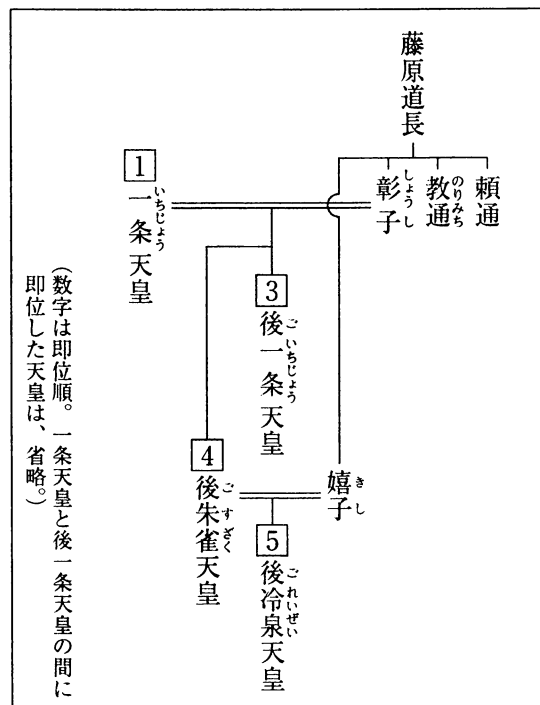 藤原道長
頼通
教通
のりみち
彰子
しょうし
1
一条天皇
いちじょう
3
後一条天皇
ごいちじょう
4
後朱雀天皇
ごすざく
嬉子
きし
5
後冷泉天皇
ごれいぜい
(数字は即位順。一条天皇と後一条天皇の間に
即位した天皇は、省略。)